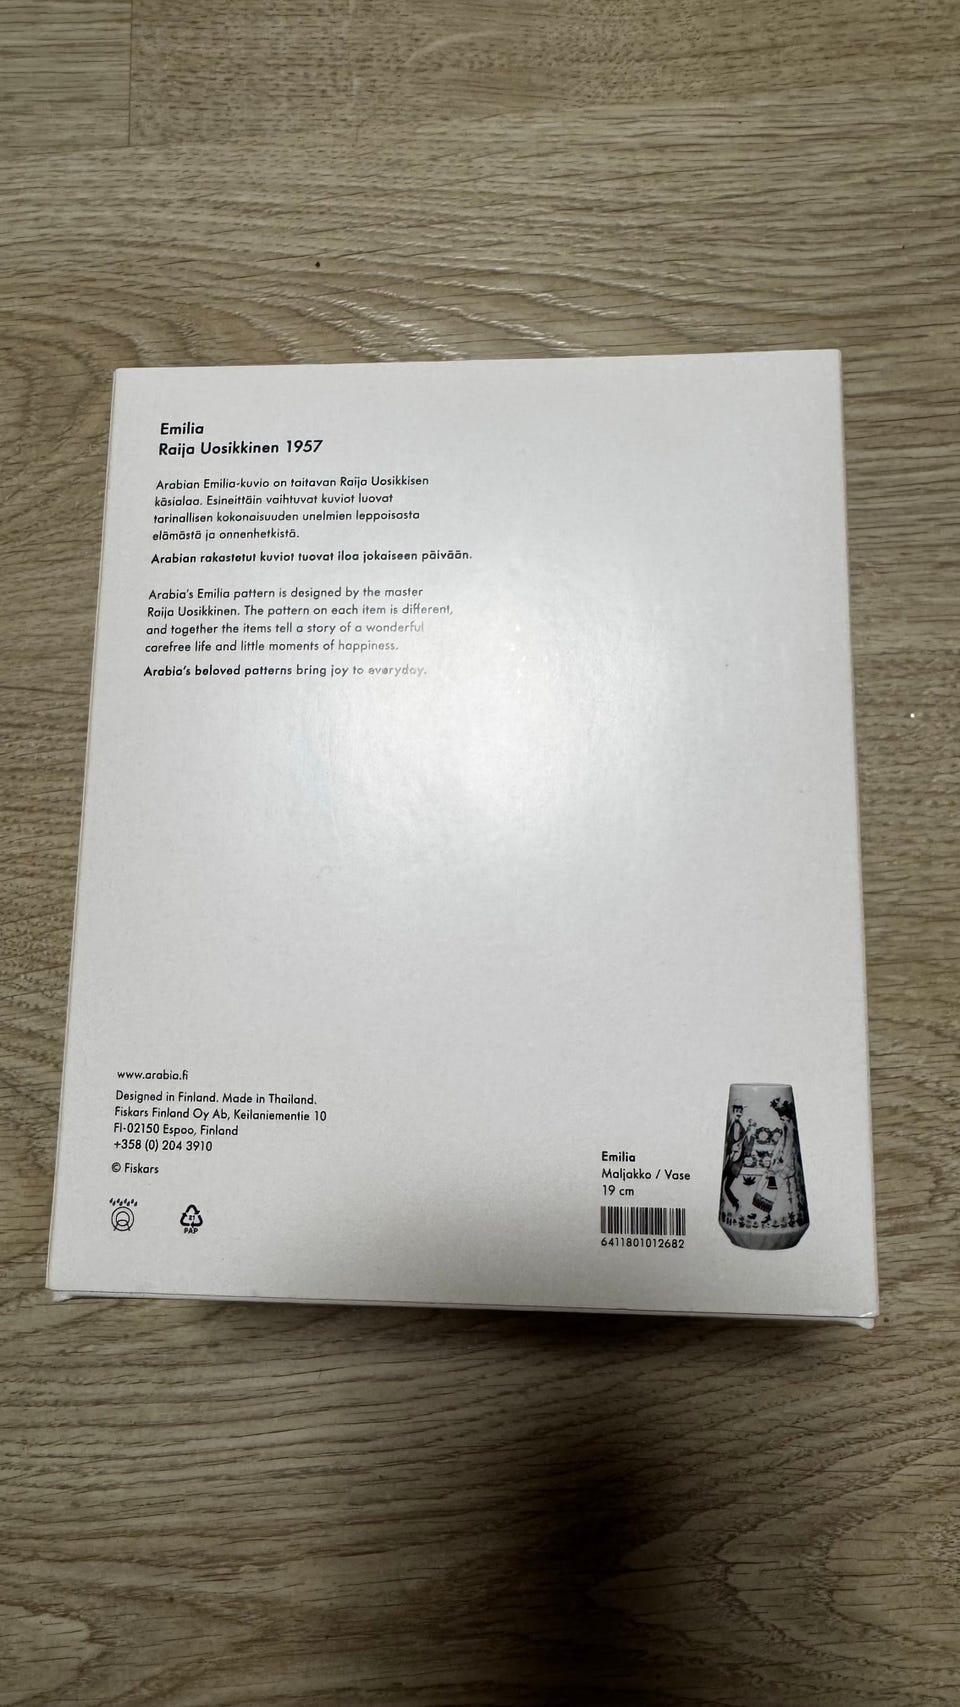 Emilia
Raija Uosikkinen 1957
Arabian Emilia-kuvio on taitavan Raija Uosikkisen
käsialaa. Esineittäin vaihtuvat kuviot luovat
tarinallisen kokonaisuuden unelmien leppoisasta
elämästä ja onnenhetkistä.
Arabian rakastetut kuviot tuovat iloa jokaiseen päivään.
Arabia's Emilia pattern is designed by the master
Raija Uosikkinen. The pattern on each item is different,
and together the items tell a story of a wonderful
carefree life and little moments of happiness.
Arabia's beloved patterns bring joy to everyday.
www.arabia.fi
Designed in Finland. Made in Thailand.
Fiskars Finland Oy Ab, Keilaniementie 10
FI-02150 Espoo, Finland
+358 (0) 204 3910
© Fiskars
21
PAP
Emilia
Maljakko / Vase
19 cm
6411801012682